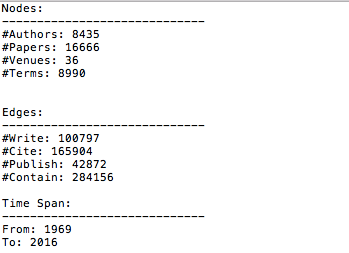 Nodes:
-----------------------------
#Authors: 8435
#Papers: 16666
#Venues: 36
#Terms: 8990
Edges:
-----------------------------
#Write: 100797
#Cite: 165904
#Publish: 42872
#Contain: 284156
Time Span:
-----------------------------
From: 1969
To: 2016